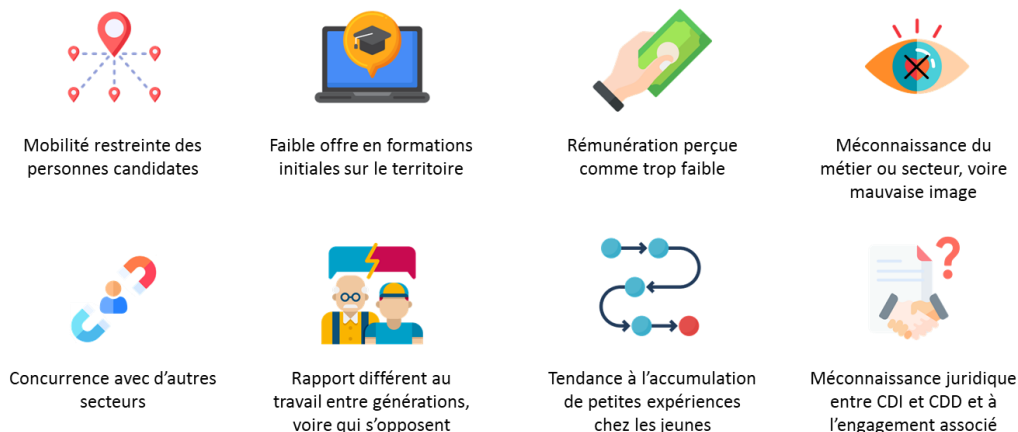 Mobilité restreinte des
personnes candidates
Faible offre en formations
initiales sur le territoire
Rémunération perçue
comme trop faible
Méconnaissance du
métier ou secteur, voire
mauvaise image
Concurrence avec d’autres
secteurs
Rapport différent au
travail entre générations,
voire qui s’opposent
Tendance à l’accumulation
de petites expériences
chez les jeunes
Méconnaissance juridique
entre CDI et CDD et à
l’engagement associé